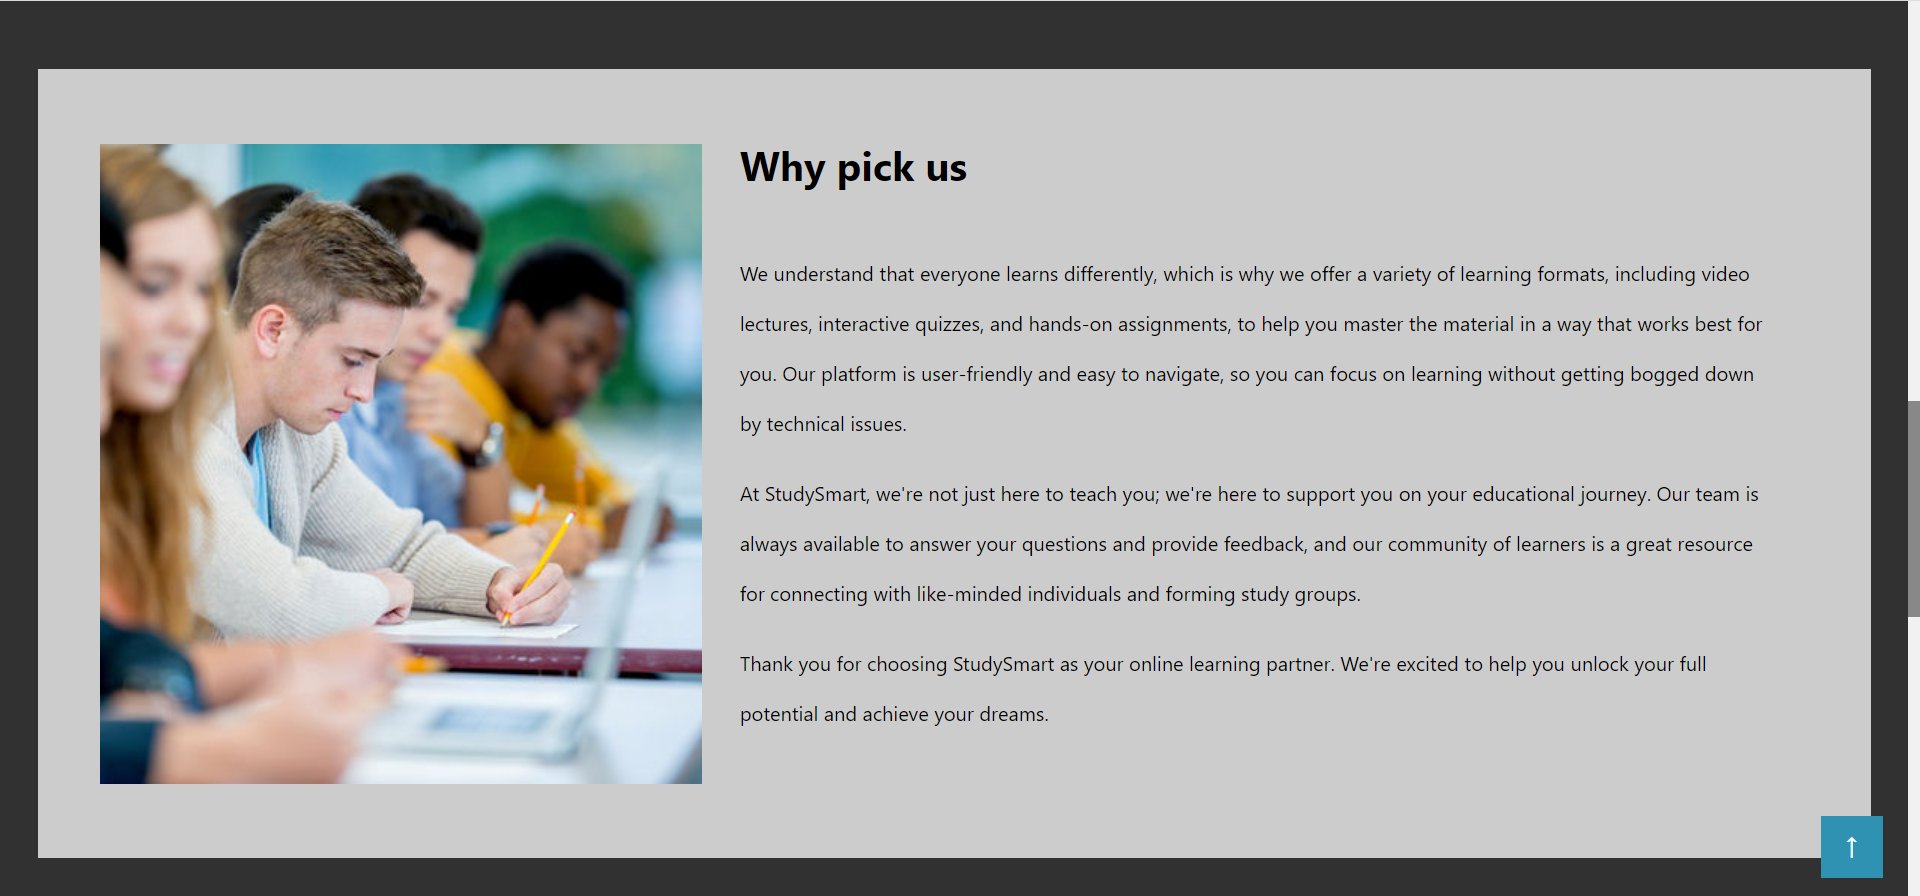 Why pick us
We understand that everyone learns differently, which is why we offer a variety of learning formats, including video
lectures, interactive quizzes, and hands-on assignments, to help you master the material in a way that works best for
you. Our platform is user-friendly and easy to navigate, so you can focus on learning without getting bogged down
by technical issues.
At StudySmart, we're not just here to teach you; we're here to support you on your educational journey. Our team is
always available to answer your questions and provide feedback, and our community of learners is a great resource
for connecting with like-minded individuals and forming study groups.
Thank you for choosing StudySmart as your online learning partner. We're excited to help you unlock your full
potential and achieve your dreams.
↑